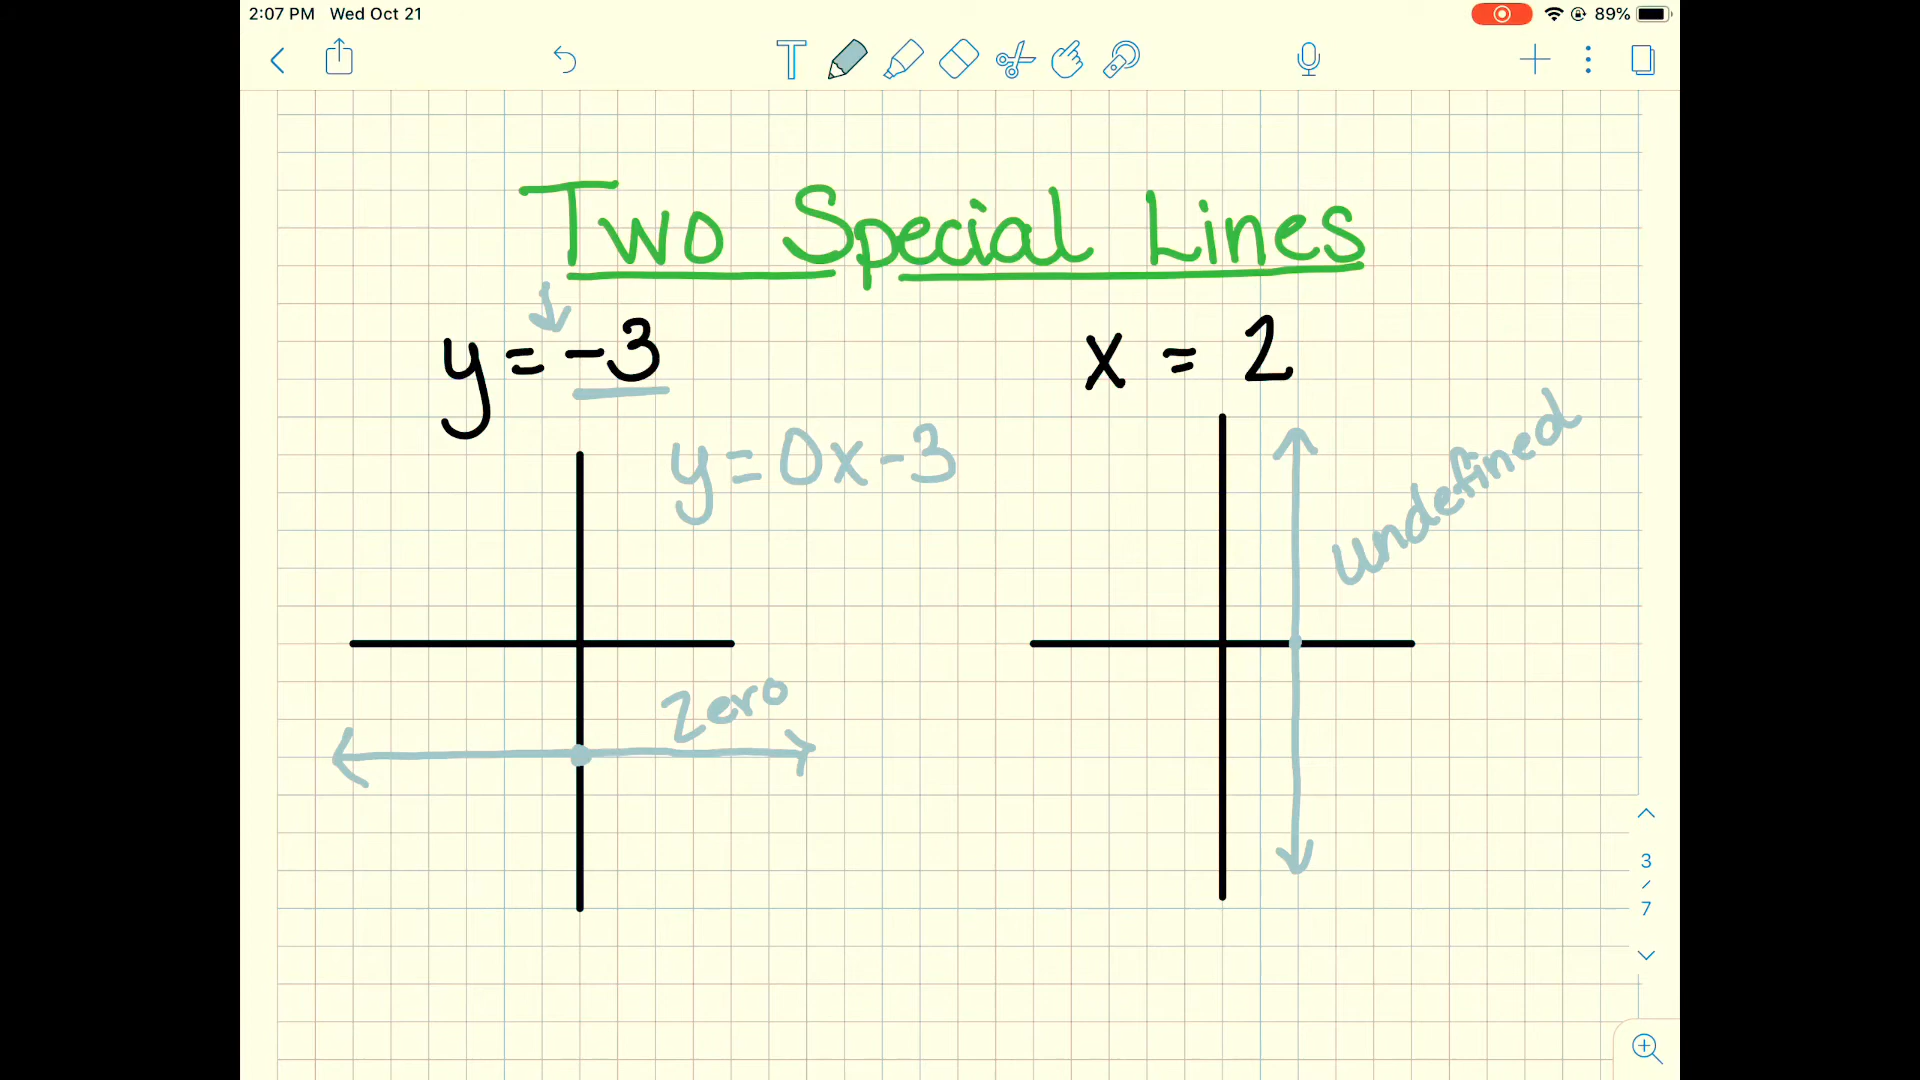 2:07 PM Wed Oct 21
89%
T
Two Special Lines
y = -3
x = 2
y = 0x - 3
undefined
Zero
3
/
7